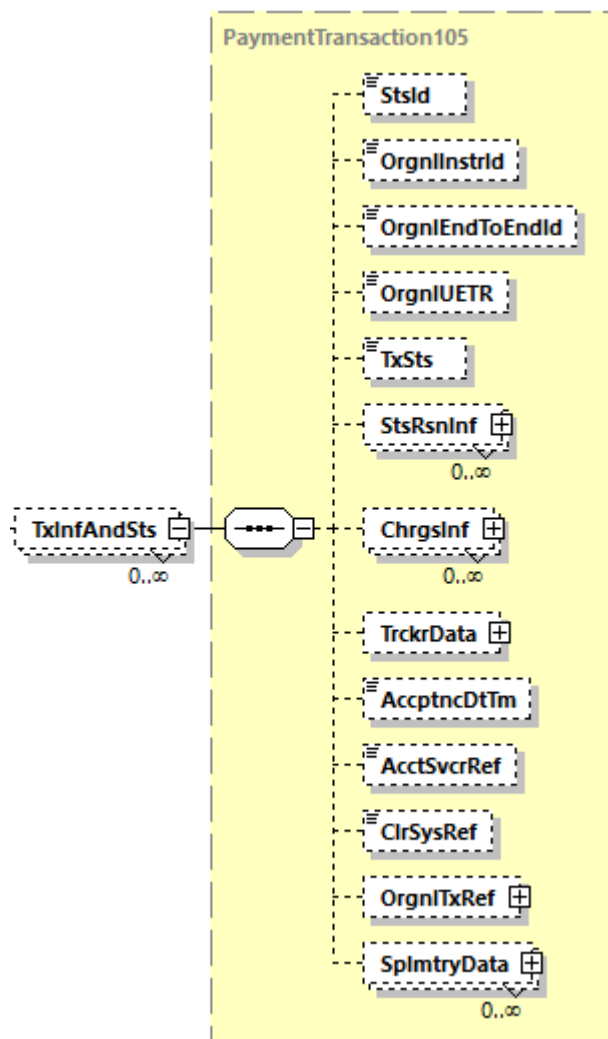 PaymentTransaction105
StsId
OrgnlInstrId
OrgnlEndToEndId
OrgnlUETR
TxSts
StsRsnInf
0..∞
TxInfAndSts
0..∞
ChrgsInf
0..∞
TrckrData
AccptncDtTm
AcctSvcrRef
ClrSysRef
OrgnlTxRef
SplmtryData
0..∞